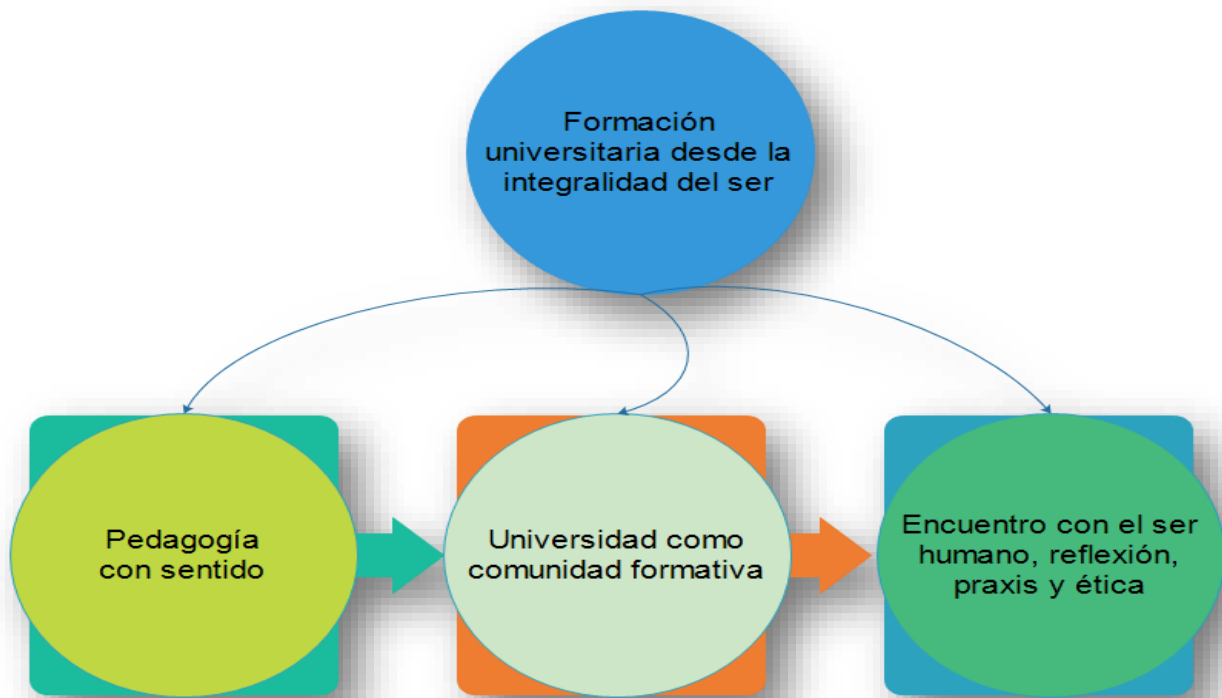 Formación
universitaria desde la
integralidad del ser
Pedagogía
con sentido
Universidad como
comunidad formativa
Encuentro con el ser
humano, reflexión,
praxis y ética